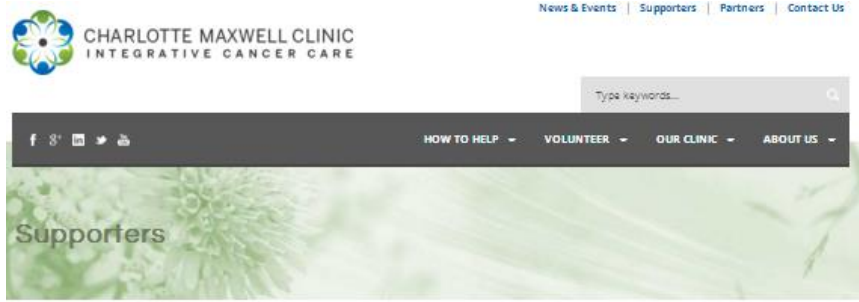 News & Events | Supporters | Partners | Contact Us
CHARLOTTE MAXWELL CLINIC
INTEGRATIVE CANCER CARE
Type keywords...
HOW TO HELP VOLUNTEER OUR CLINIC ABOUT US
Supporters